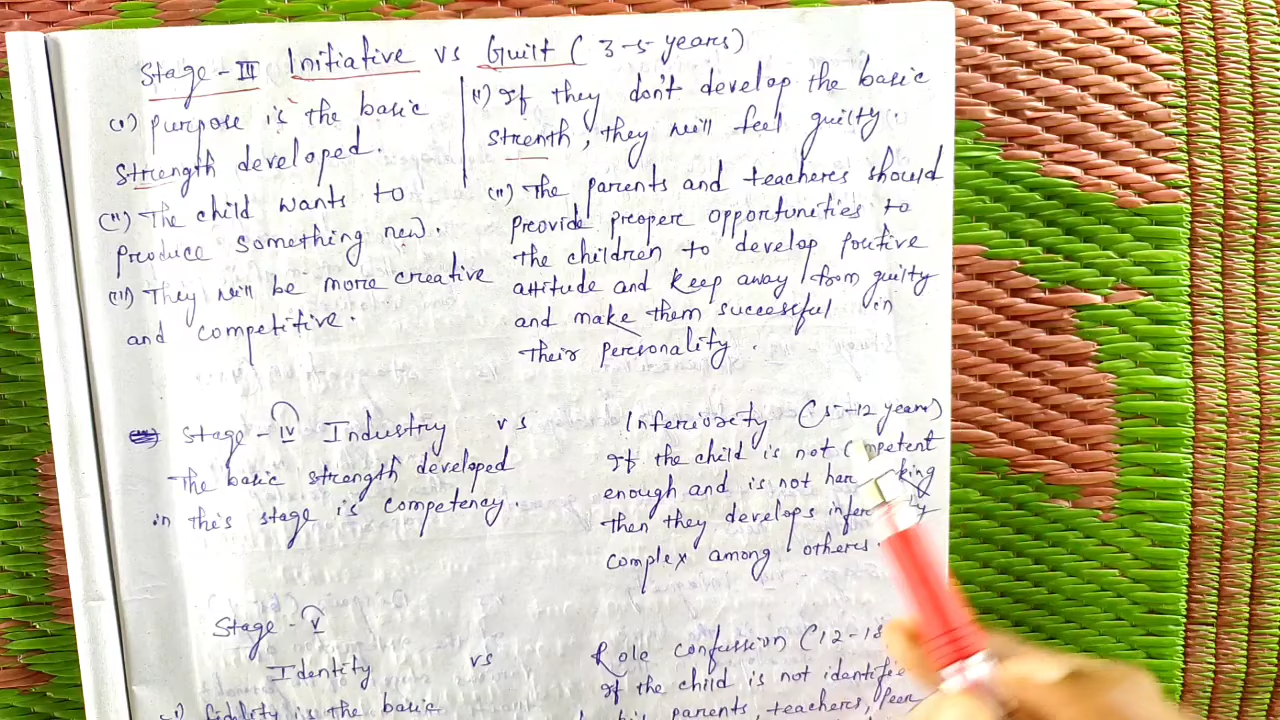 Stage - III Initiative vs Guilt ( 3-5 years)
(i) purpose is the basic
strength developed.
(ii) The child wants to
produce something new.
(iii) They will be more creative
and competitive.
(i) If they don't develop the basic
strenth, they will feel guilty.
(ii) The parents and teachers should
provid proper opportunities to
the children to develop positive
attitude and keep away from guilty
and make them successful in
their personality.
Stage - IV Industry vs Inferiority (5-12 years)
The basic strength developed
in this stage is competency.
If the child is not
enough and is not
then they develops
complex among others.
Stage - V
Identity vs Role confussion (12-18
(i) fidility is the basic
If the child is not
parents, teachers, peer